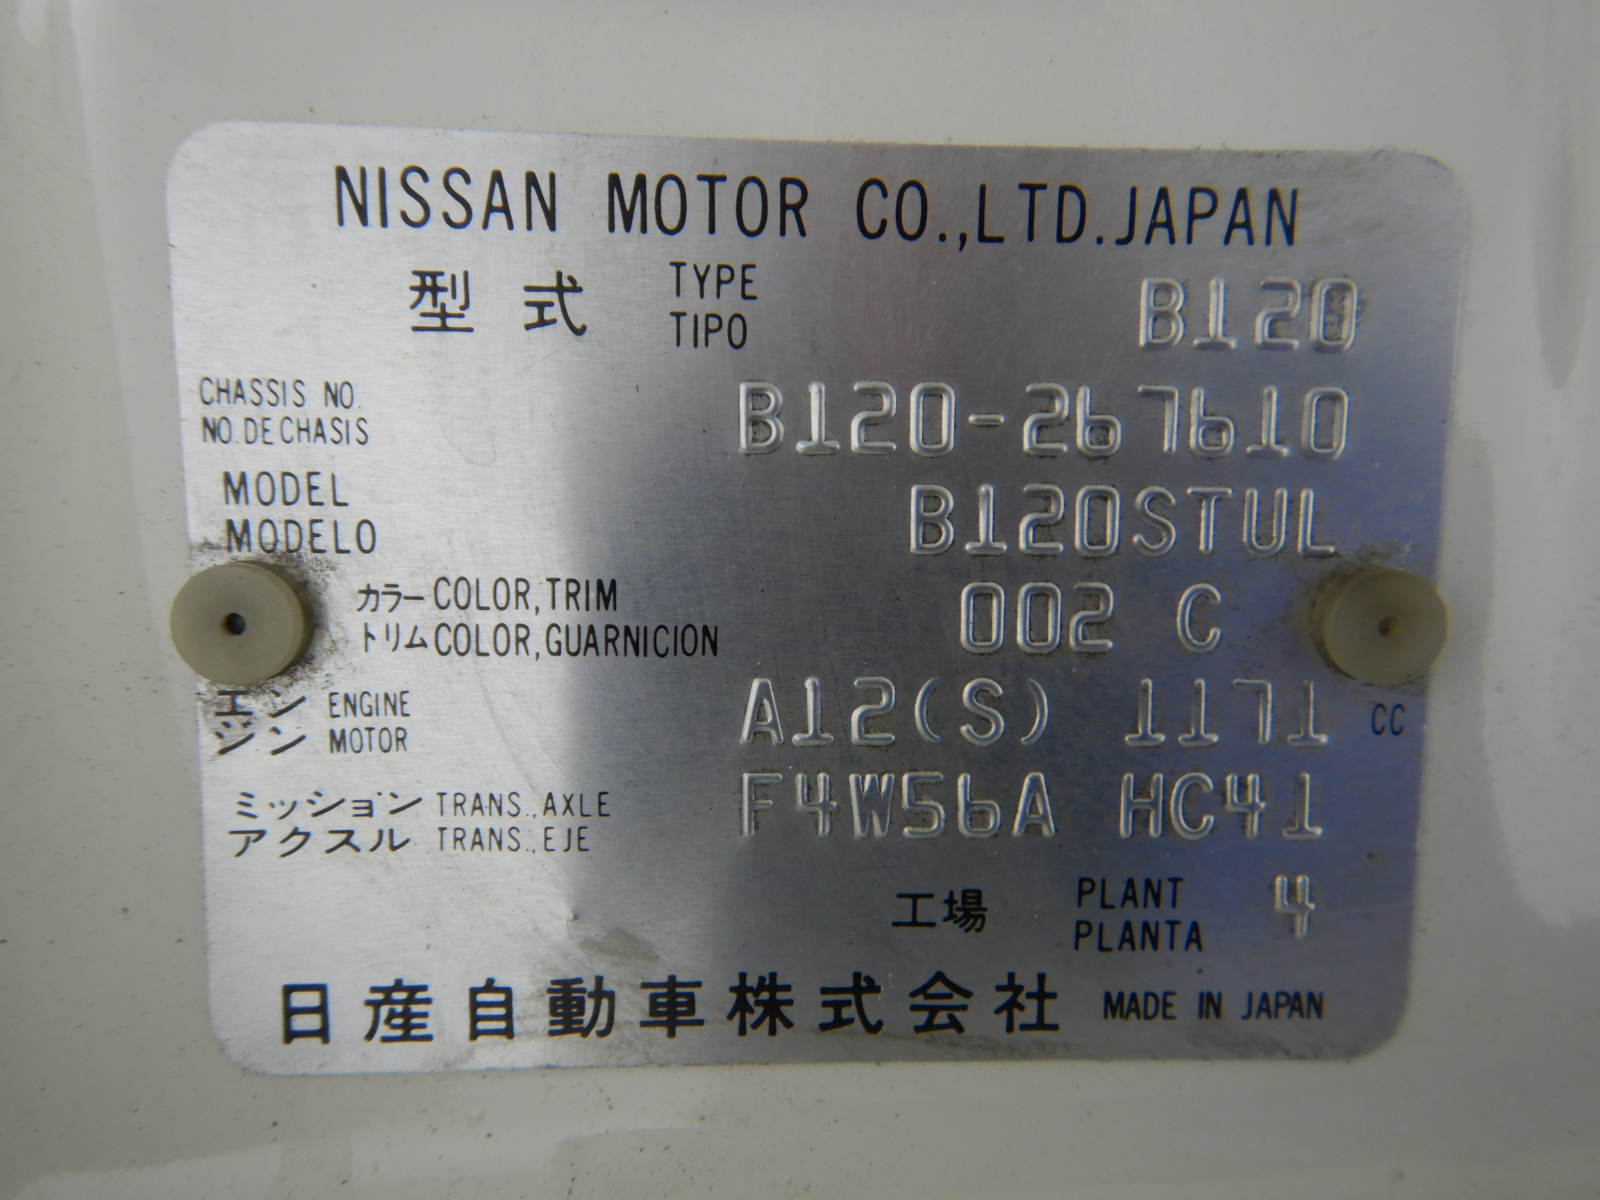 NISSAN MOTOR CO.,LTD.JAPAN
型式 TYPE B120
TIPO
CHASSIS NO. B120-267610
NO.DE CHASIS
MODEL B120STUL
MODELO
カラー COLOR,TRIM 002 C
トリム COLOR,GUARNICION
エン ENGINE A12(S) 1171 CC
ジン MOTOR
ミッション TRANS.,AXLE F4W56A HC41
アクスル TRANS.,EJE
工場 PLANT 4
PLANTA
日産自動車株式会社 MADE IN JAPAN